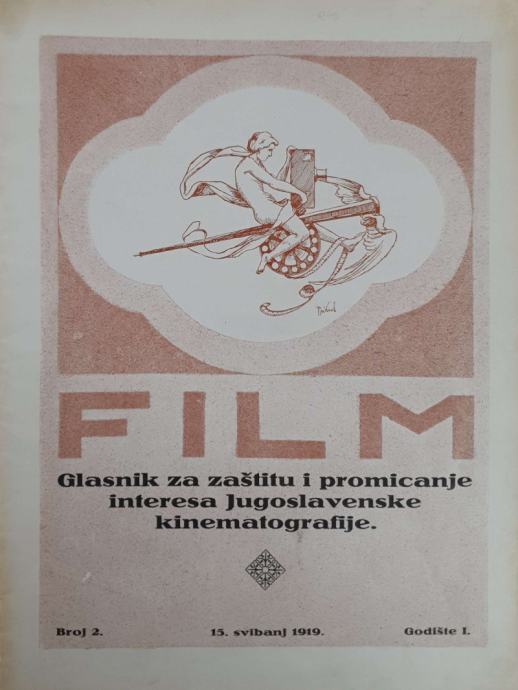 FILM
Glasnik za zaštitu i promicanje
interesa Jugoslavenske
kinematografije.
Broj 2. 15. svibanj 1919. Godište I.